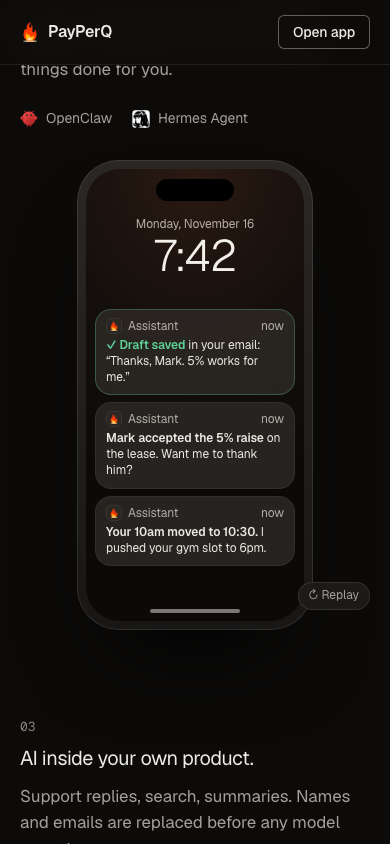 PayPerQ
Open app
things done for you.
OpenClaw
Hermes Agent
Monday, November 16
7:42
Assistant
now
✓ Draft saved in your email:
“Thanks, Mark. 5% works for
me.”
Assistant
now
Mark accepted the 5% raise on
the lease. Want me to thank
him?
Assistant
now
Your 10am moved to 10:30. I
pushed your gym slot to 6pm.
↻ Replay
03
AI inside your own product.
Support replies, search, summaries. Names
and emails are replaced before any model